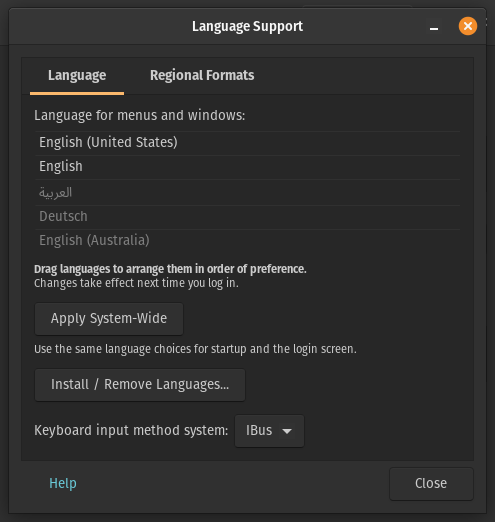 Language Support
Language
Regional Formats
Language for menus and windows:
English (United States)
English
العربية
Deutsch
English (Australia)
Drag languages to arrange them in order of preference.
Changes take effect next time you log in.
Apply System-Wide
Use the same language choices for startup and the login screen.
Install / Remove Languages...
Keyboard input method system: IBus
Help
Close